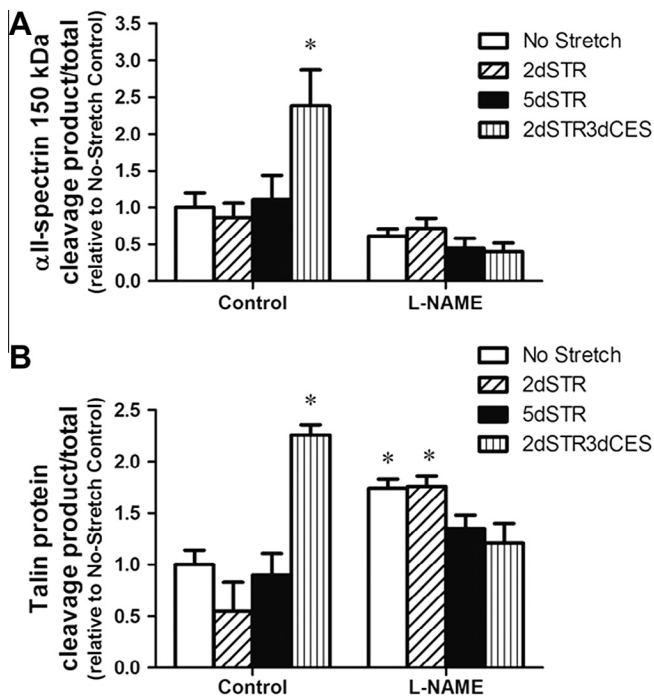 A
αII-spectrin 150 kDa
cleavage product/total
(relative to No-Stretch Control)
3.5
3.0
2.5
2.0
1.5
1.0
0.5
0.0
*
No Stretch
2dSTR
5dSTR
2dSTR3dCES
Control
L-NAME
B
Talin protein
cleavage product/total
(relative to No-Stretch Control)
2.5
2.0
1.5
1.0
0.5
0.0
*
*
*
No Stretch
2dSTR
5dSTR
2dSTR3dCES
Control
L-NAME